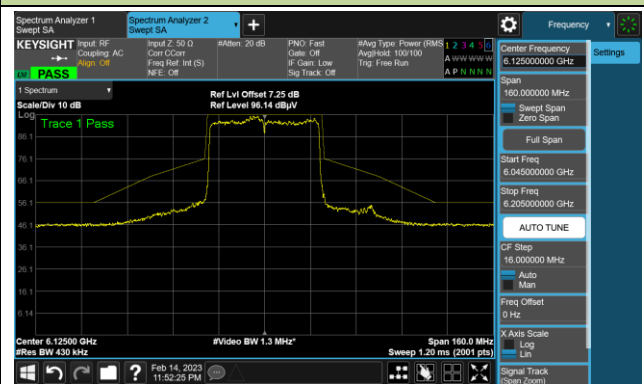 Spectrum Analyzer 1
Swept SA
Spectrum Analyzer 2
Swept SA
Frequency
KEYSIGHT
Input: RF
Coupling: AC
Align: Off
Input Z: 50 Ω
Corr CCorr
Freq Ref: Int (S)
NFE: Off
#Atten: 20 dB
PNO: Fast
Gate: Off
IF Gain: Low
Sig Track: Off
#Avg Type: Power (RMS
Avg|Hold: 100/100
Trig: Free Run
1 2 3 4 5 6
A W W W W W
A P N N N N
PASS
1 Spectrum
Scale/Div 10 dB
Log
Ref Lvl Offset 7.25 dB
Ref Level 96.14 dBµV
Trace 1 Pass
86.1
76.1
66.1
56.1
46.1
36.1
26.1
16.1
6.14
Center 6.12500 GHz
#Res BW 430 kHz
#Video BW 1.3 MHz*
Span 160.0 MHz
Sweep 1.20 ms (2001 pts)
Feb 14, 2023
11:52:25 PM
Center Frequency
6.125000000 GHz
Settings
Span
160.000000 MHz
Swept Span
Zero Span
Full Span
Start Freq
6.045000000 GHz
Stop Freq
6.205000000 GHz
AUTO TUNE
CF Step
16.000000 MHz
Auto
Man
Freq Offset
0 Hz
X Axis Scale
Log
Lin
Signal Track
(Span Zoom)